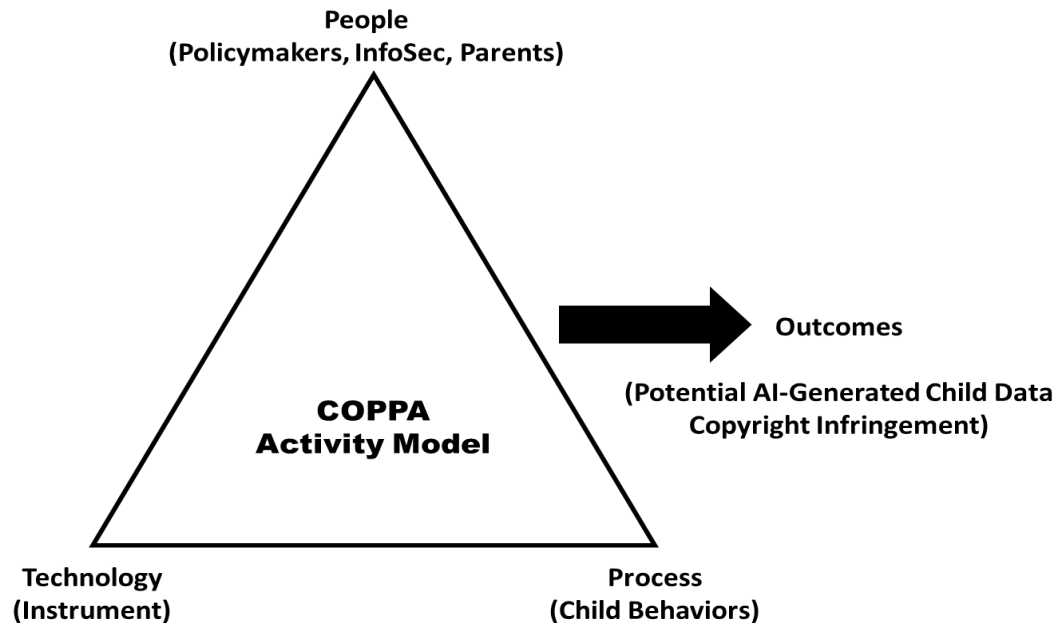 People
(Policymakers, InfoSec, Parents)
Outcomes
(Potential AI-Generated Child Data
Copyright Infringement)
COPPA
Activity Model
Technology
(Instrument)
Process
(Child Behaviors)